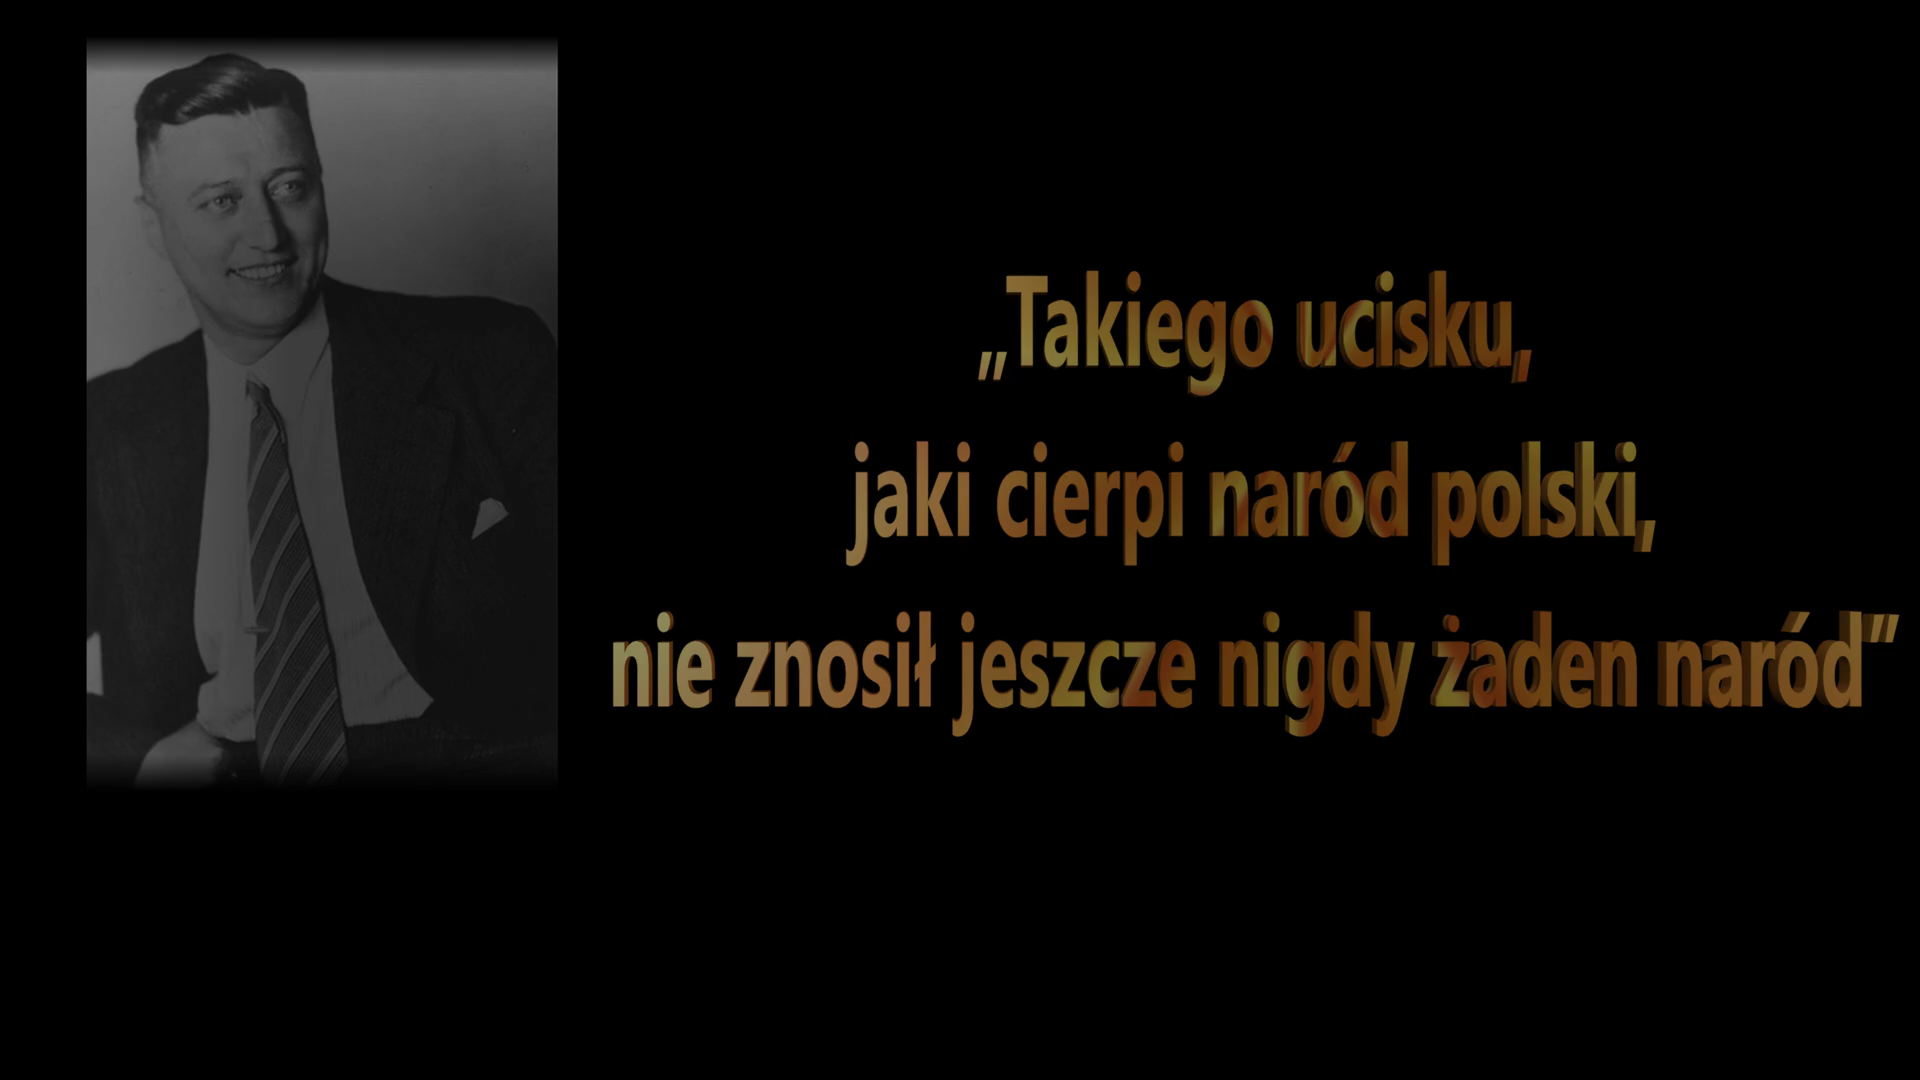 „Takiego ucisku,
jaki cierpi naród polski,
nie znosił jeszcze nigdy żaden naród”